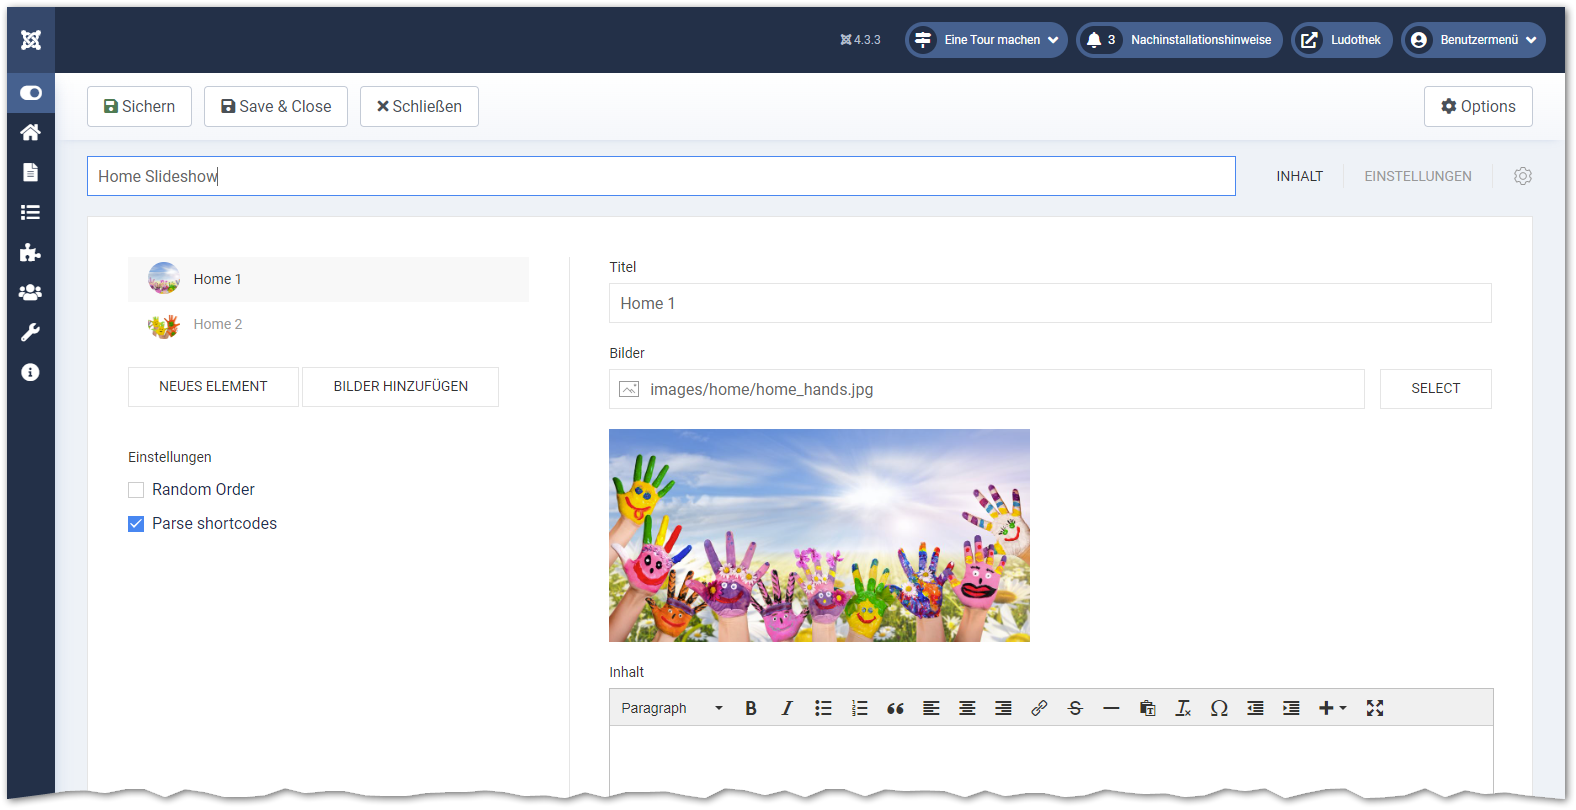 4.3.3
Eine Tour machen
3 Nachinstallationshinweise
Ludothek
Benutzermenü
Sichern
Save & Close
Schließen
Options
Home Slideshow
INHALT
EINSTELLUNGEN
Home 1
Home 2
NEUES ELEMENT
BILDER HINZUFÜGEN
Einstellungen
Random Order
Parse shortcodes
Titel
Home 1
Bilder
images/home/home_hands.jpg
SELECT
Inhalt
Paragraph